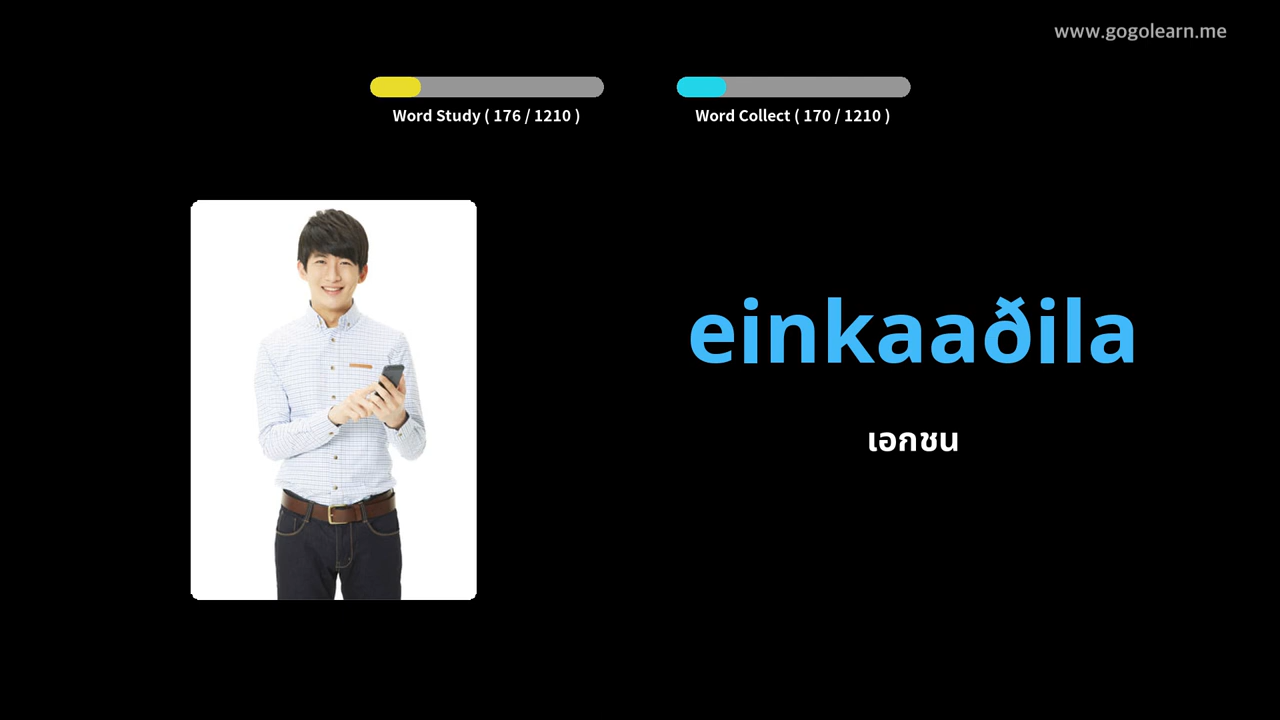 www.gogolearn.me
Word Study ( 176 / 1210 )
Word Collect ( 170 / 1210 )
einkaaðila
เอกชน